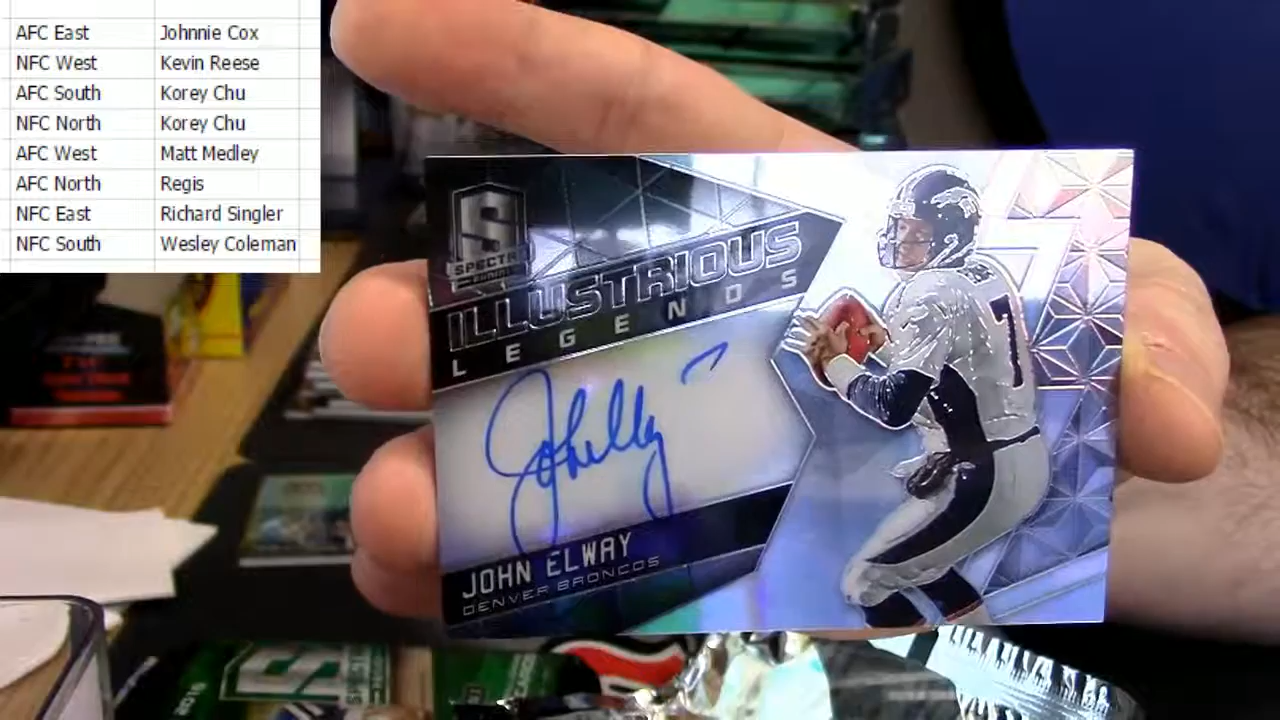 AFC East Johnnie Cox
NFC West Kevin Reese
AFC South Korey Chu
NFC North Korey Chu
AFC West Matt Medley
AFC North Regis
NFC East Richard Singler
NFC South Wesley Coleman
S
SPECTRA
ILLUSTRIOUS
LEGENDS
7
7
JOHN ELWAY
DENVER BRONCOS